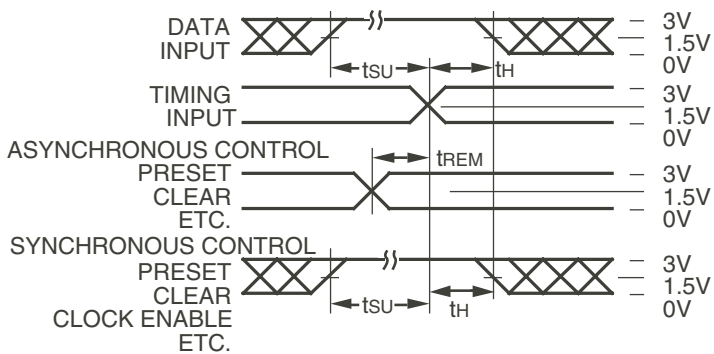 DATA
INPUT
3V
1.5V
0V
tSU
tH
TIMING
INPUT
3V
1.5V
0V
ASYNCHRONOUS CONTROL
tREM
PRESET
CLEAR
ETC.
3V
1.5V
0V
SYNCHRONOUS CONTROL
PRESET
CLEAR
CLOCK ENABLE
ETC.
3V
1.5V
0V
tSU
tH